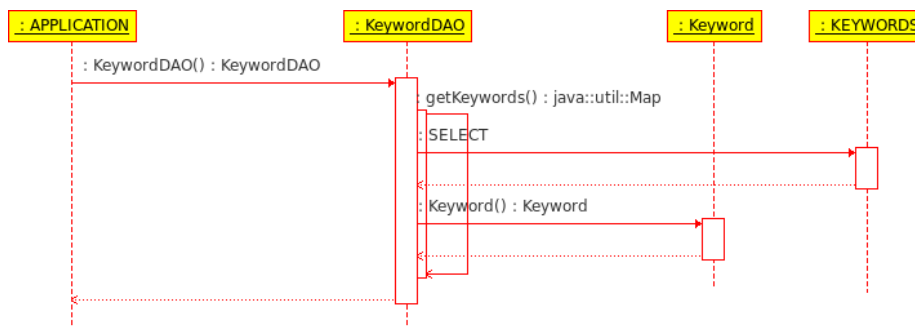 : APPLICATION
: KeywordDAO
: Keyword
: KEYWORDS
: KeywordDAO() : KeywordDAO
: getKeywords() : java::util::Map
: SELECT
: Keyword() : Keyword